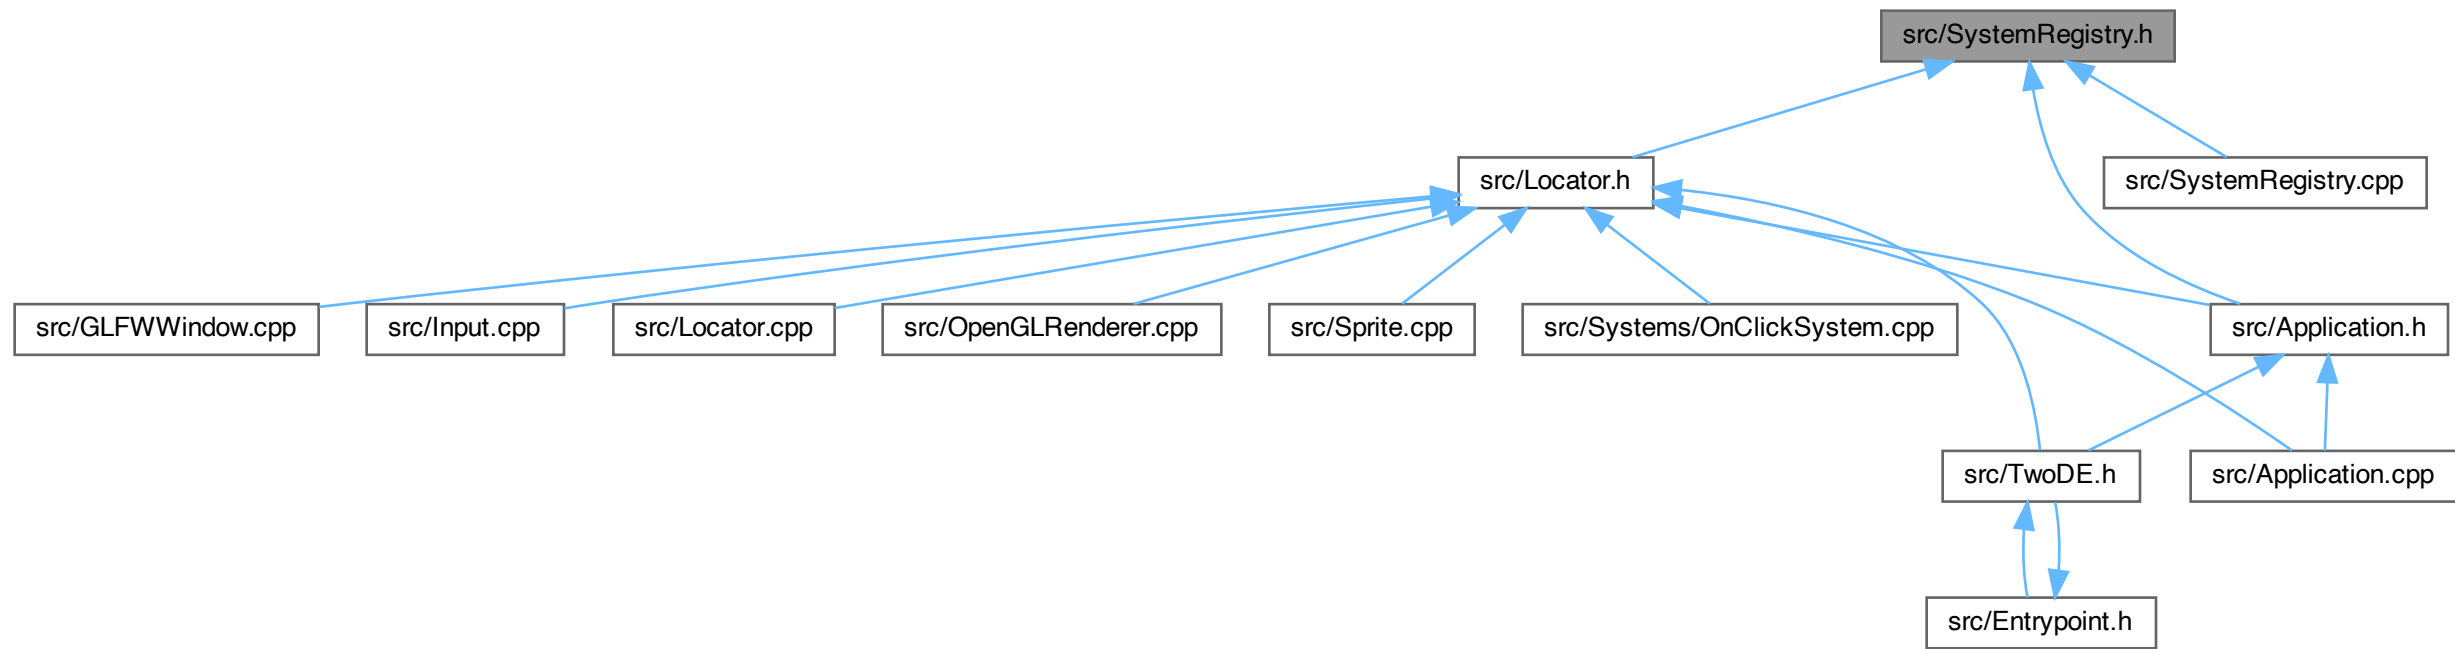 src/SystemRegistry.h
src/Locator.h
src/SystemRegistry.cpp
src/GLFWWindow.cpp
src/Input.cpp
src/Locator.cpp
src/OpenGLRenderer.cpp
src/Sprite.cpp
src/Systems/OnClickSystem.cpp
src/Application.h
src/TwoDE.h
src/Application.cpp
src/Entrypoint.h